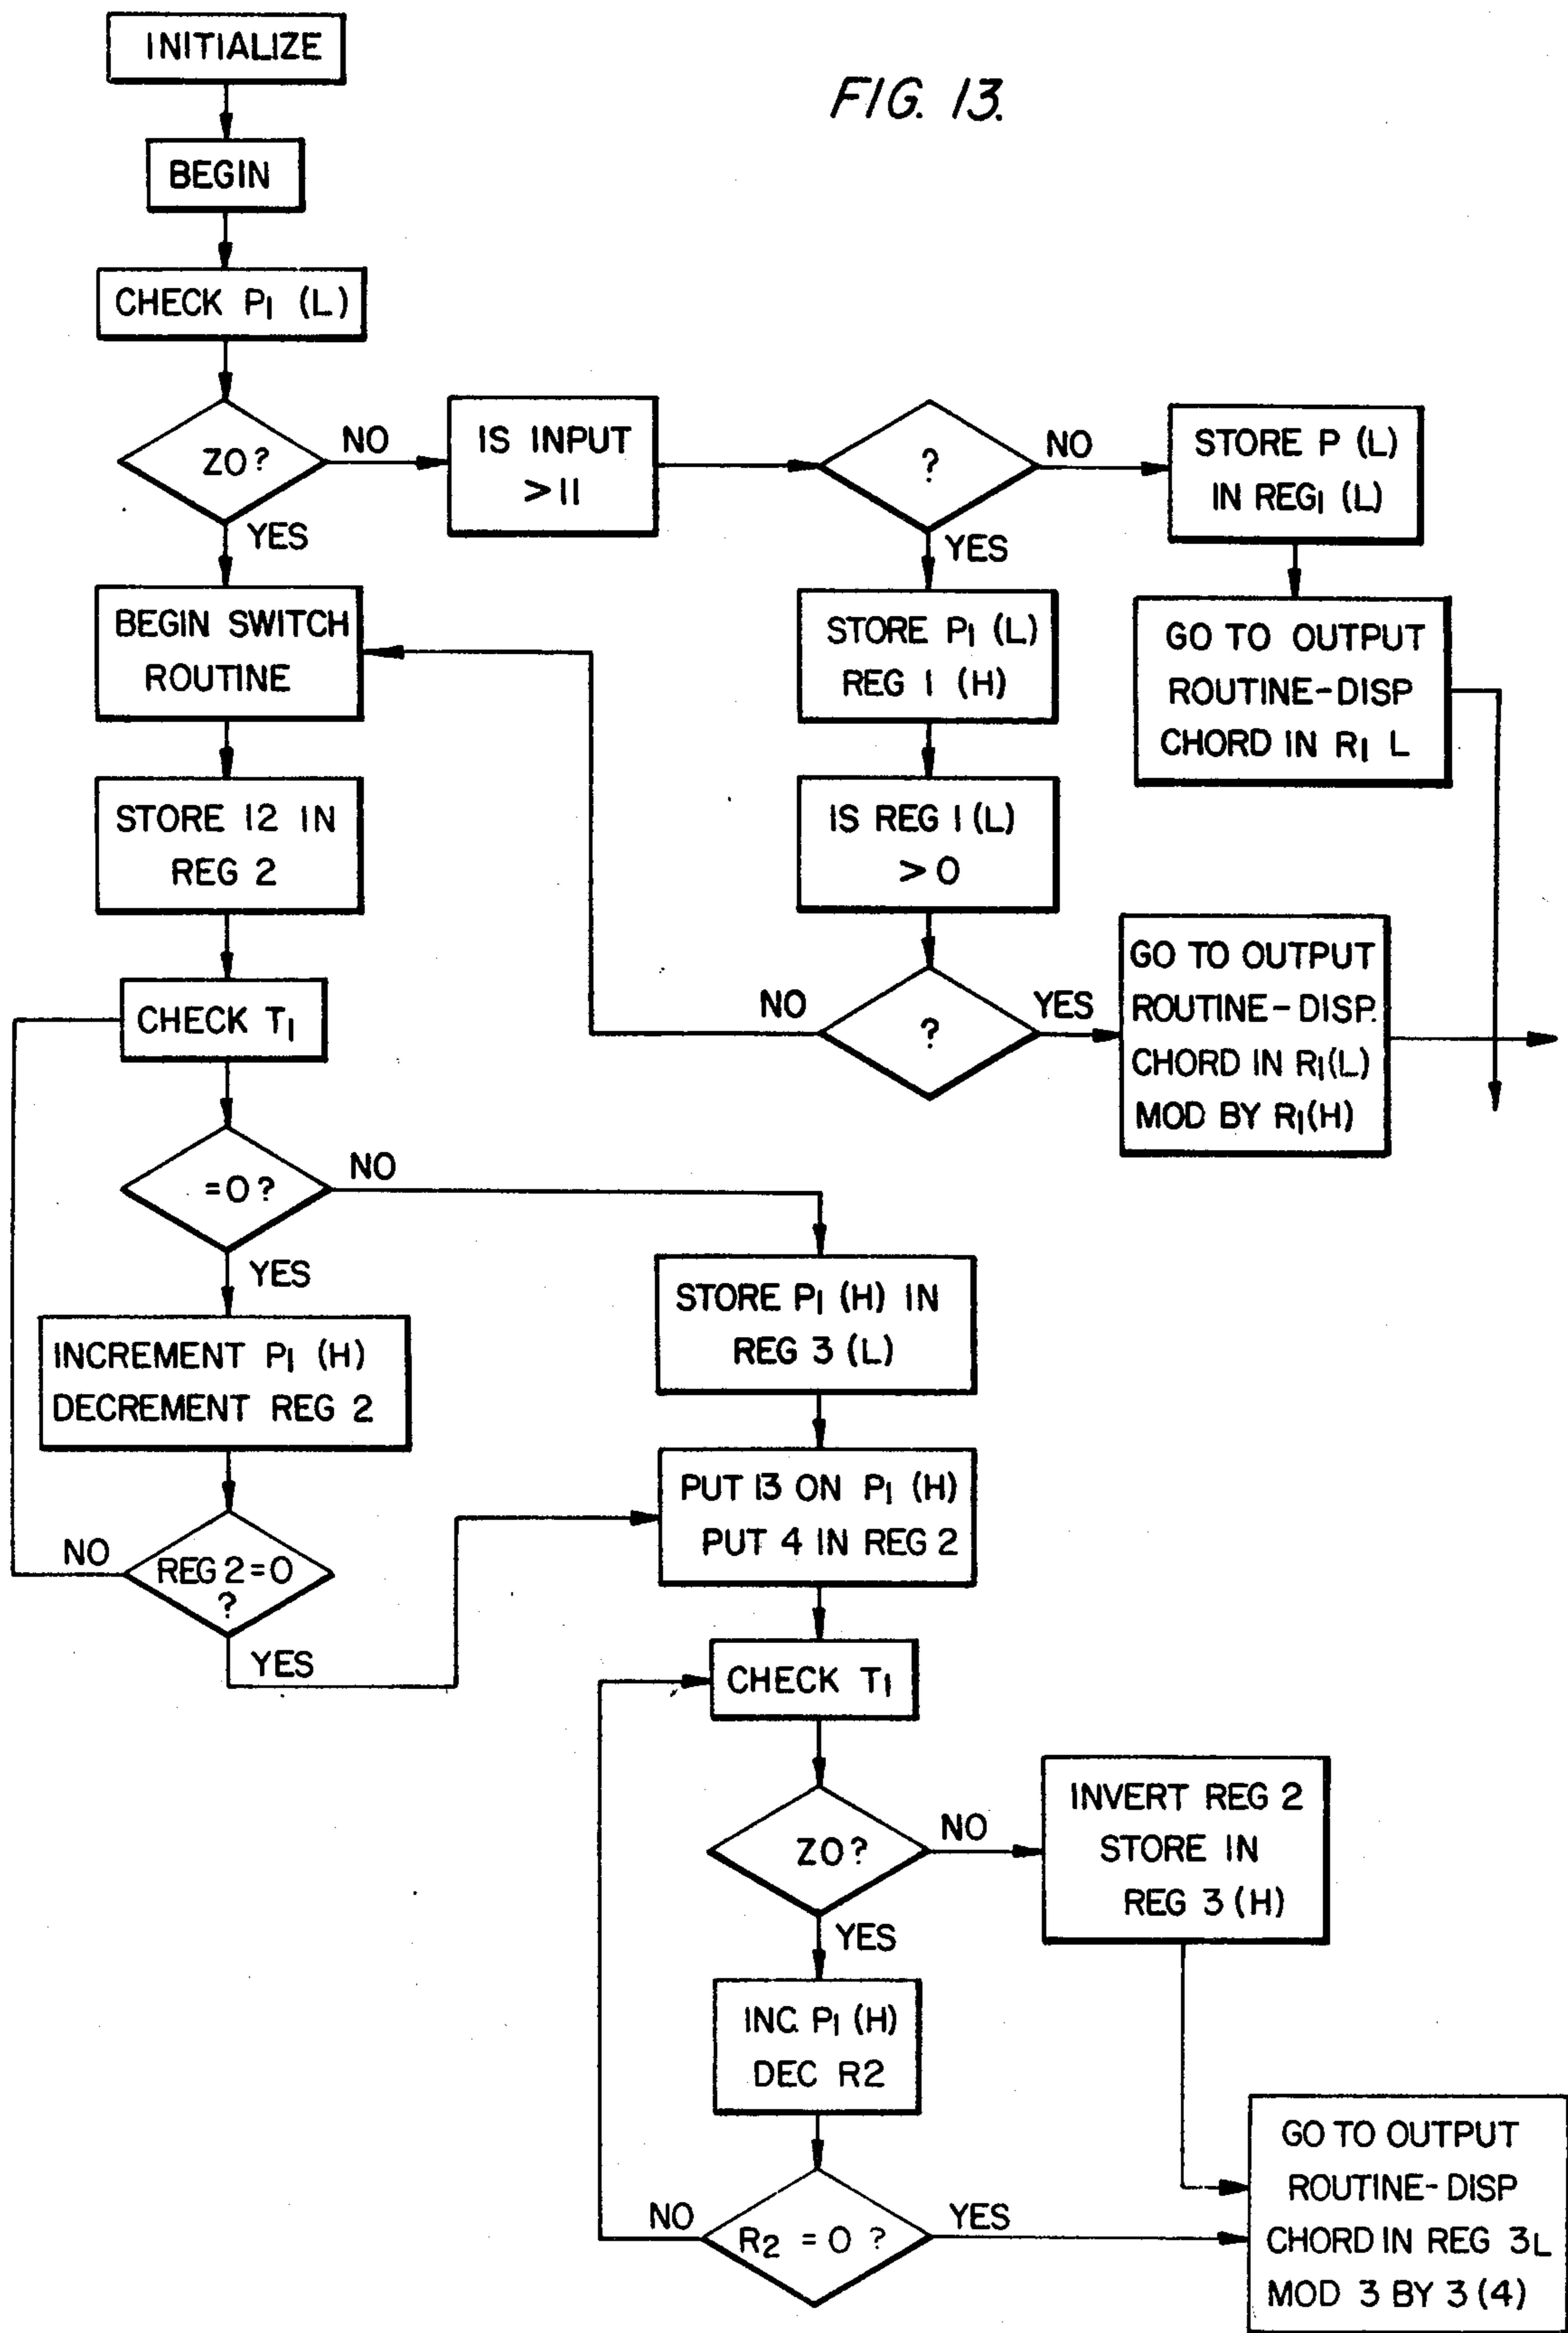 INITIALIZE
FIG. 13.
BEGIN
CHECK P1 (L)
ZO?
NO
IS INPUT
>11
?
NO
STORE P (L)
IN REG1 (L)
YES
YES
BEGIN SWITCH
ROUTINE
STORE P1 (L)
REG 1 (H)
GO TO OUTPUT
ROUTINE-DISP
CHORD IN R1 L
STORE 12 IN
REG 2
IS REG 1 (L)
>0
CHECK T1
NO
?
YES
GO TO OUTPUT
ROUTINE-DISP.
CHORD IN R1(L)
MOD BY R1(H)
=0?
NO
YES
STORE P1 (H) IN
REG 3 (L)
INCREMENT P1 (H)
DECREMENT REG 2
PUT 13 ON P1 (H)
PUT 4 IN REG 2
NO
REG 2=0
?
YES
CHECK T1
ZO?
NO
INVERT REG 2
STORE IN
REG 3 (H)
YES
INC. P1 (H)
DEC R2
NO
R2 = 0 ?
YES
GO TO OUTPUT
ROUTINE-DISP
CHORD IN REG 3L
MOD 3 BY 3 (4)